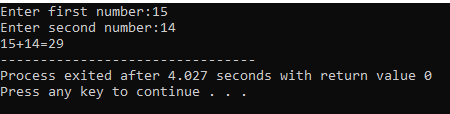 Enter first number:15
Enter second number:14
15+14=29
--------------------------------
Process exited after 4.027 seconds with return value 0
Press any key to continue . . .